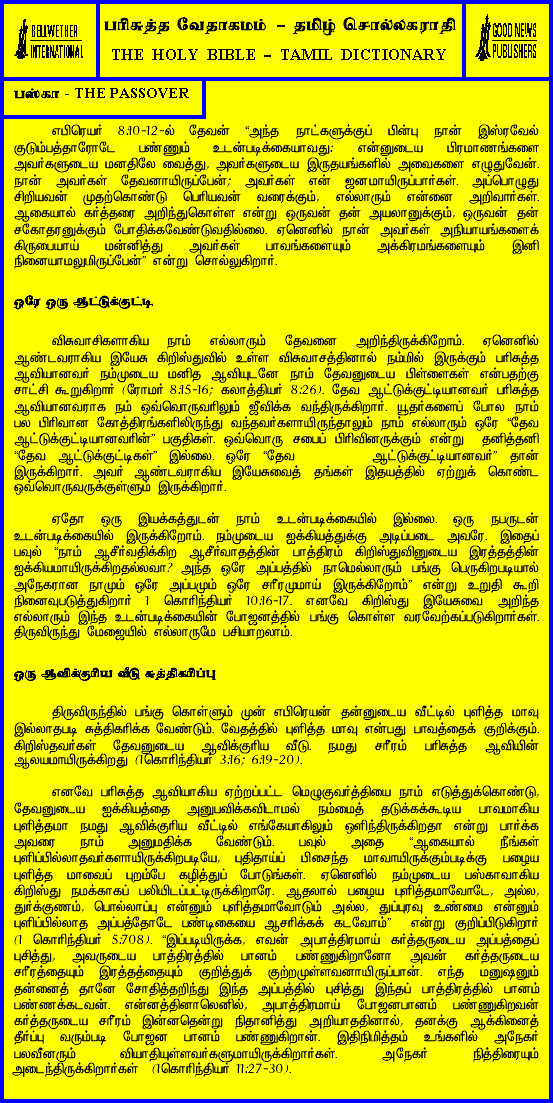 BELLWETHER
INTERNATIONAL
பரிசுத்த வேதாகமம் – தமிழ் சொல்லகராதி
THE HOLY BIBLE – TAMIL DICTIONARY
GOOD NEWS
PUBLISHERS
பஸ்கா - THE PASSOVER
எபிரெயர் 8:10-12-ல் தேவன் “அந்த நாட்களுக்குப் பின்பு நான் இஸ்ரவேல்
குடும்பத்தாரோடே பண்ணும் உடன்படிக்கையாவது: என்னுடைய பிரமாணங்களை
அவர்களுடைய மனதிலே வைத்து, அவர்களுடைய இருதயங்களில் அவைகளை எழுதுவேன்.
நான் அவர்கள் தேவனாயிருப்பேன்; அவர்கள் என் ஜனமாயிருப்பார்கள். அப்பொழுது
சிறியவன் முதற்கொண்டு பெரியவன் வரைக்கும், எல்லாரும் என்னை அறிவார்கள்.
ஆகையால் கர்த்தரை அறிந்துகொள்ள என்று ஒருவன் தன் அயலானுக்கும், ஒருவன் தன்
சகோதரனுக்கும் போதிக்கவேண்டுவதில்லை. ஏனெனில் நான் அவர்கள் அநியாயங்களைக்
கிருபையாய் மன்னித்து அவர்கள் பாவங்களையும் அக்கிரமங்களையும் இனி
நினையாமலுமிருப்பேன்” என்று சொல்லுகிறார்.
ஒரே ஒரு ஆட்டுக்குட்டி
விசுவாசிகளாகிய நாம் எல்லாரும் தேவனை அறிந்திருக்கிறோம். ஏனெனில்
ஆண்டவராகிய இயேசு கிறிஸ்துவில் உள்ள விசுவாசத்தினால் நம்மில் இருக்கும் பரிசுத்த
ஆவியானவர் நம்முடைய மனித ஆவியுடனே நாம் தேவனுடைய பிள்ளைகள் என்பதற்கு
சாட்சி கூறுகிறார் (ரோமர் 8:15-16; கலாத்தியர் 8:26). தேவ ஆட்டுக்குட்டியானவர் பரிசுத்த
ஆவியானவராக நம் ஒவ்வொருவரிலும் ஜீவிக்க வந்திருக்கிறார். யூதர்களைப் போல நாம்
பல பிரிவான கோத்திரங்களிலிருந்து வந்தவர்களாயிருந்தாலும் நாம் எல்லாரும் ஒரே “தேவ
ஆட்டுக்குட்டியானவரின்” பகுதிகள். ஒவ்வொரு சபைப் பிரிவினருக்கும் என்று தனித்தனி
“தேவ ஆட்டுக்குட்டிகள்” இல்லை. ஒரே “தேவ ஆட்டுக்குட்டியானவர்” தான்
இருக்கிறார். அவர் ஆண்டவராகிய இயேசுவைத் தங்கள் இதயத்தில் ஏற்றுக் கொண்ட
ஒவ்வொருவருக்குள்ளும் இருக்கிறார்.
ஏதோ ஒரு இயக்கத்துடன் நாம் உடன்படிக்கையில் இல்லை. ஒரு நபருடன்
உடன்படிக்கையில் இருக்கிறோம். நம்முடைய ஐக்கியத்துக்கு அடிப்படை அவரே. இதைப்
பவுல் “நாம் ஆசீர்வதிக்கிற ஆசீர்வாதத்தின் பாத்திரம் கிறிஸ்துவினுடைய இரத்தத்தின்
ஐக்கியமாயிருக்கிறதல்லவா? அந்த ஒரே அப்பத்தில் நாமெல்லாரும் பங்கு பெருகிறபடியால்
அநேகரான நாமும் ஒரே அப்பமும் ஒரே சரீரமுமாய் இருக்கிறோம்” என்று உறுதி கூறி
நினைவுபடுத்துகிறார் 1 கொரிந்தியர் 10:16-17. எனவே கிறிஸ்து இயேசுவை அறிந்த
எல்லாரும் இந்த உடன்படிக்கையின் போஜனத்தில் பங்கு கொள்ள வரவேற்கப்படுகிறார்கள்.
திருவிருந்து மேஜையில் எல்லாருமே பசியாறலாம்.
ஒரு ஆவிக்குரிய வீடு சுத்திகரிப்பு
திருவிருந்தில் பங்கு கொள்ளும் முன் எபிரெயன் தன்னுடைய வீட்டில் புளித்த மாவு
இல்லாதபடி சுத்திகரிக்க வேண்டும். வேதத்தில் புளித்த மாவு என்பது பாவத்தைக் குறிக்கும்.
கிறிஸ்தவர்கள் தேவனுடைய ஆவிக்குரிய வீடு. நமது சரீரம் பரிசுத்த ஆவியின்
ஆலயமாயிருக்கிறது (1கொரிந்தியர் 3:16; 6:19-20).
எனவே பரிசுத்த ஆவியாகிய ஏற்றப்பட்ட மெழுகுவர்த்தியை நாம் எடுத்துக்கொண்டு,
தேவனுடைய ஐக்கியத்தை அனுபவிக்கவிடாமல் நம்மைத் தடுக்கக்கூடிய பாவமாகிய
புளித்தமா நமது ஆவிக்குரிய வீட்டில் எங்கேயாகிலும் ஒளிந்திருக்கிறதா என்று பார்க்க
அவரை நாம் அனுமதிக்க வேண்டும். பவுல் அதை “ஆகையால் நீங்கள்
புளிப்பில்லாதவர்களாயிருக்கிறபடியே, புதிதாய்ப் பிசைந்த மாவாயிருக்கும்படிக்கு பழைய
புளித்த மாவைப் புறம்பே கழித்துப் போடுங்கள். ஏனெனில் நம்முடைய பஸ்காவாகிய
கிறிஸ்து நமக்காகப் பலியிடப்பட்டிருக்கிறாரே. ஆதலால் பழைய புளித்தமாவோடே, அல்ல,
துர்க்குணம், பொல்லாப்பு என்னும் புளித்தமாவோடும் அல்ல, துப்புரவு உண்மை என்னும்
புளிப்பில்லாத அப்பத்தோடே பண்டிகையை ஆசரிக்கக் கடவோம்” என்று குறிப்பிடுகிறார்
(1 கொரிந்தியர் 5:708). “இப்படியிருக்க, எவன் அபாத்திரமாய் கர்த்தருடைய அப்பத்தைப்
புசித்து, அவருடைய பாத்திரத்தில் பானம் பண்ணுகிறானோ அவன் கர்த்தருடைய
சரீரத்தையும் இரத்தத்தையும் குறித்துக் குற்றமுள்ளவனாயிருப்பான். எந்த மனுஷனும்
தன்னைத் தானே சோதித்தறிந்து இந்த அப்பத்தில் புசித்து இந்தப் பாத்திரத்தில் பானம்
பண்ணக்கடவன். என்னத்தினாலெனில், அபாத்திரமாய் போஜனபானம் பண்ணுகிறவன்
கர்த்தருடைய சரீரம் இன்னதென்று நிதானித்து அறியாததினால், தனக்கு ஆக்கினைத்
தீர்ப்பு வரும்படி போஜன பானம் பண்ணுகிறான். இதினிமித்தம் உங்களில் அநேகர்
பலவீனரும் வியாதியுள்ளவர்களுமாயிருக்கிறார்கள். அநேகர் நித்திரையும்
அடைந்திருக்கிறார்கள் (1கொரிந்தியர் 11:27-30).